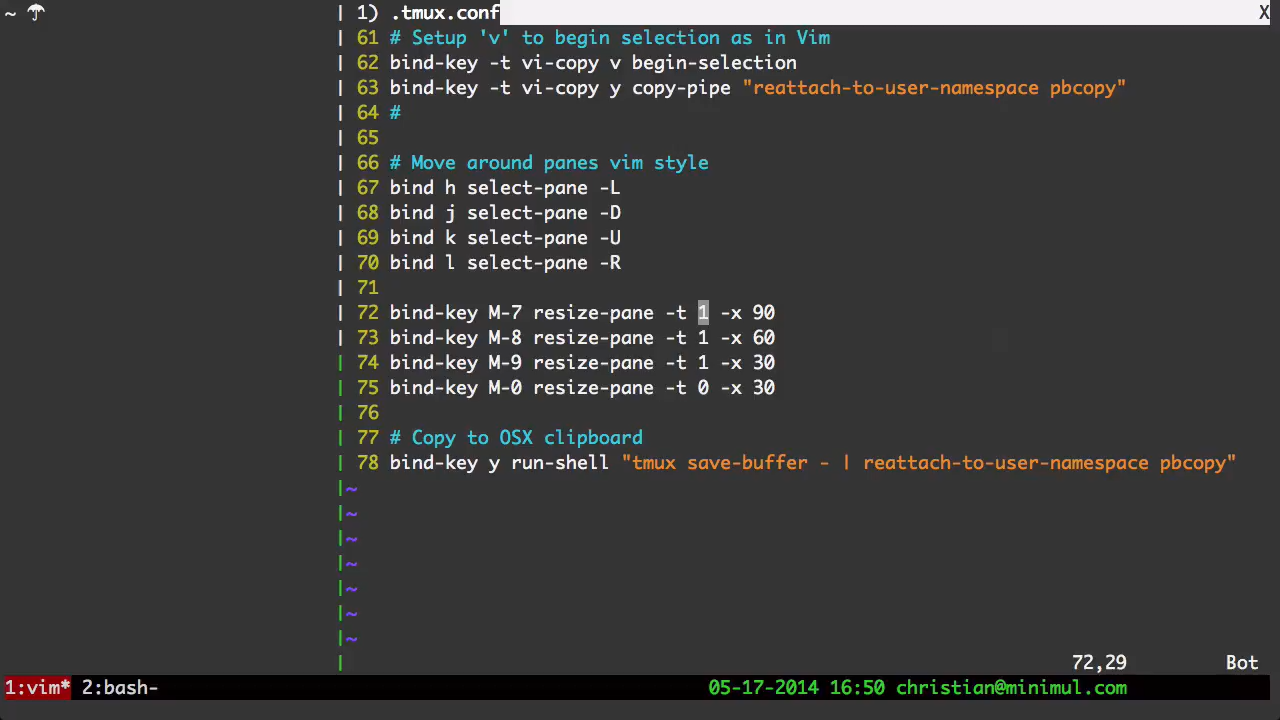 ~ ☂
1) .tmux.conf X
61 # Setup 'v' to begin selection as in Vim
62 bind-key -t vi-copy v begin-selection
63 bind-key -t vi-copy y copy-pipe "reattach-to-user-namespace pbcopy"
64 #
65
66 # Move around panes vim style
67 bind h select-pane -L
68 bind j select-pane -D
69 bind k select-pane -U
70 bind l select-pane -R
71
72 bind-key M-7 resize-pane -t 1 -x 90
73 bind-key M-8 resize-pane -t 1 -x 60
74 bind-key M-9 resize-pane -t 1 -x 30
75 bind-key M-0 resize-pane -t 0 -x 30
76
77 # Copy to OSX clipboard
78 bind-key y run-shell "tmux save-buffer - | reattach-to-user-namespace pbcopy"
~
~
~
~
~
~
~
72,29 Bot
1:vim* 2:bash- 05-17-2014 16:50 christian@minimul.com